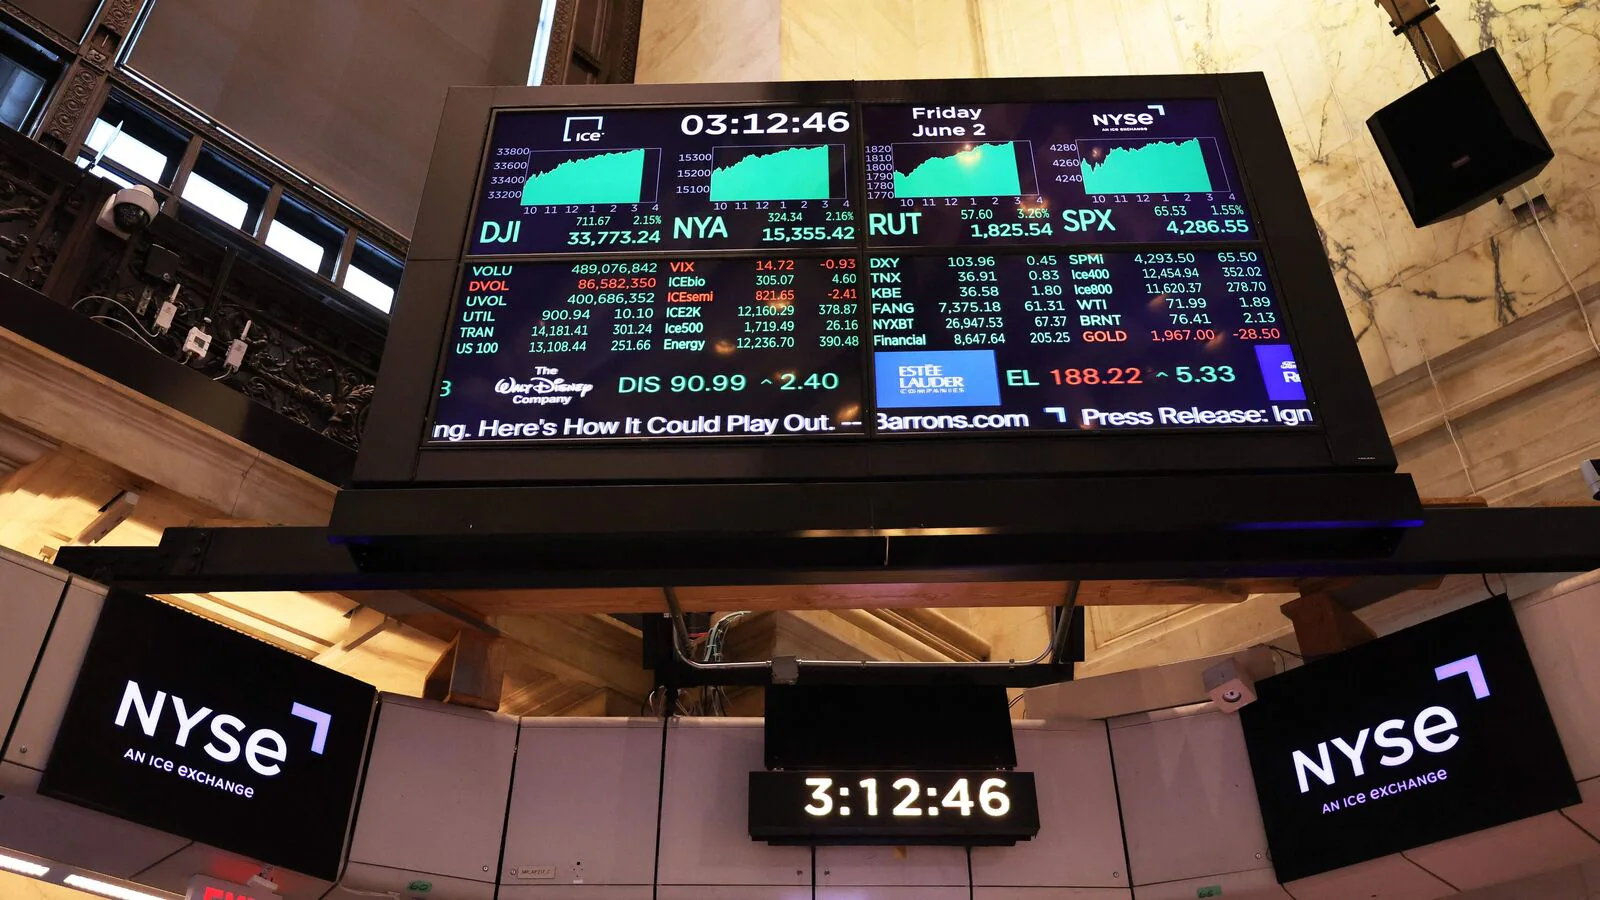 ICE
03:12:46
Friday
June 2
NYSE
AN ICE EXCHANGE
33800
33600
33400
33200
10 11 12 1 2 3 4
DJI
711.67 2.15%
33,773.24
15300
15200
15100
10 11 12 1 2 3 4
NYA
324.34 2.16%
15,355.42
1820
1810
1800
1790
1780
1770
10 11 12 1 2 3 4
RUT
57.60 3.26%
1,825.54
4280
4260
4240
10 11 12 1 2 3 4
SPX
65.53 1.55%
4,286.55
VOLU 489,076,842
DVOL 86,582,350
UVOL 400,686,352
UTIL 900.94 10.10
TRAN 14,181.41 301.24
US 100 13,108.44 251.66
VIX 14.72 -0.93
ICEbio 305.07 4.60
ICEsemi 821.65 -2.41
ICE2K 12,160.29 378.87
Ice500 1,719.49 26.16
Energy 12,236.70 390.48
DXY 103.96 0.45
TNX 36.91 0.83
KBE 36.58 1.80
FANG 7,375.18 61.31
NYXBT 26,947.53 67.37
Financial 8,647.64 205.25
SPMi 4,293.50 65.50
Ice400 12,454.94 352.02
Ice800 11,620.37 278.70
WTI 71.99 1.89
BRNT 76.41 2.13
GOLD 1,967.00 -28.50
The
Walt Disney
Company
DIS 90.99 ^ 2.40
ESTÉE
LAUDER
COMPANIES
EL 188.22 ^ 5.33
ng. Here's How It Could Play Out. --
Barrons.com
Press Release: Ign
NYSE
AN ICE EXCHANGE
3:12:46
NYSE
AN ICE EXCHANGE